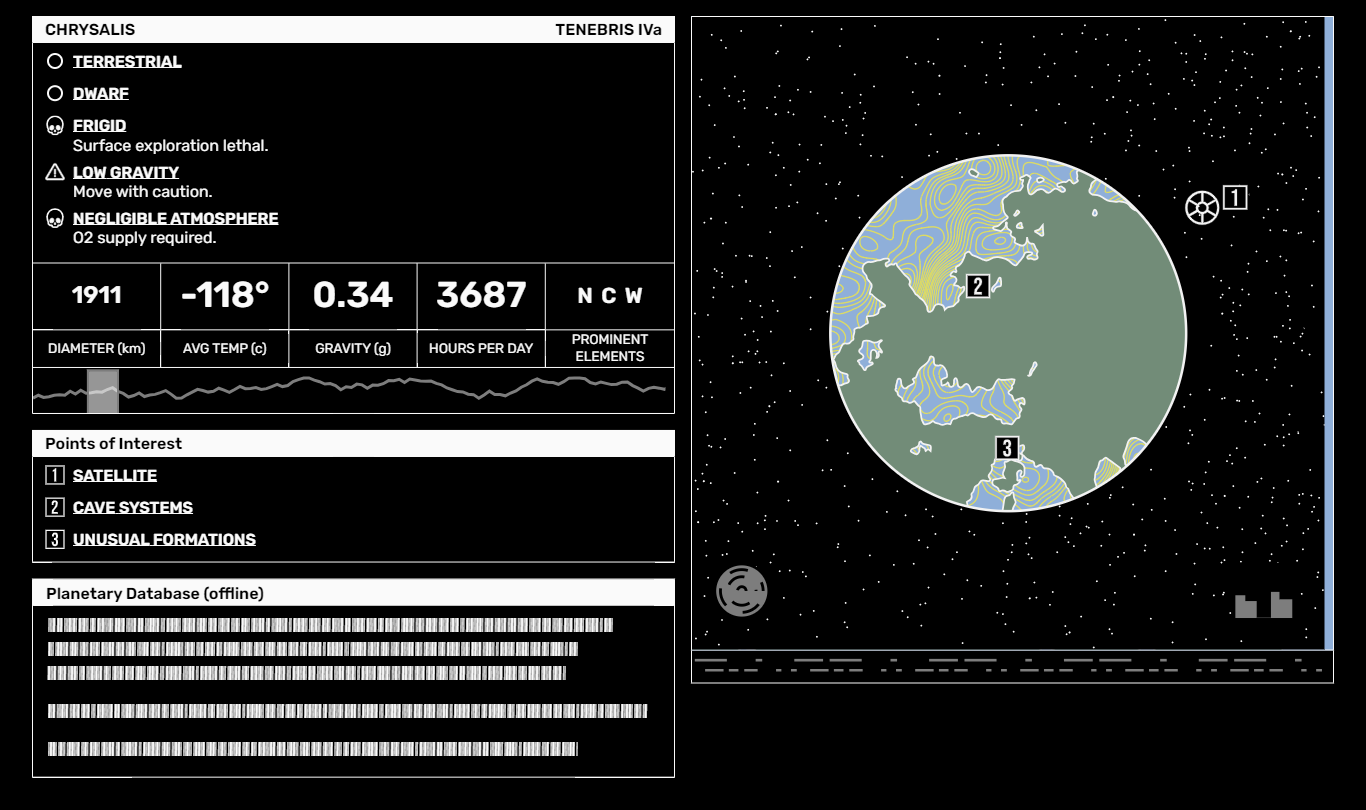 CHRYSALIS TENEBRIS IVa
TERRESTRIAL
DWARF
FRIGID
Surface exploration lethal.
LOW GRAVITY
Move with caution.
NEGLIGIBLE ATMOSPHERE
O2 supply required.
1911 -118° 0.34 3687 N C W
DIAMETER (km) AVG TEMP (c) GRAVITY (g) HOURS PER DAY PROMINENT ELEMENTS
Points of Interest
1 SATELLITE
2 CAVE SYSTEMS
3 UNUSUAL FORMATIONS
Planetary Database (offline)
1
2
3